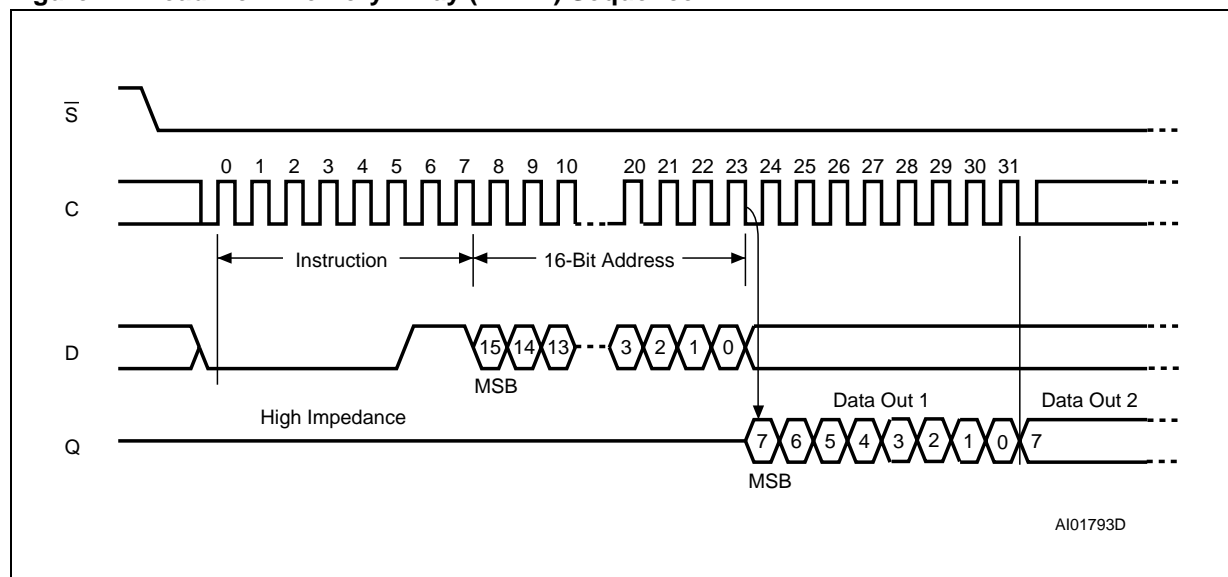 S̅
0 1 2 3 4 5 6 7 8 9 10 20 21 22 23 24 25 26 27 28 29 30 31
C
Instruction 16-Bit Address
D 15 14 13 3 2 1 0
MSB
High Impedance Data Out 1 Data Out 2
Q 7 6 5 4 3 2 1 0 7
MSB
AI01793D